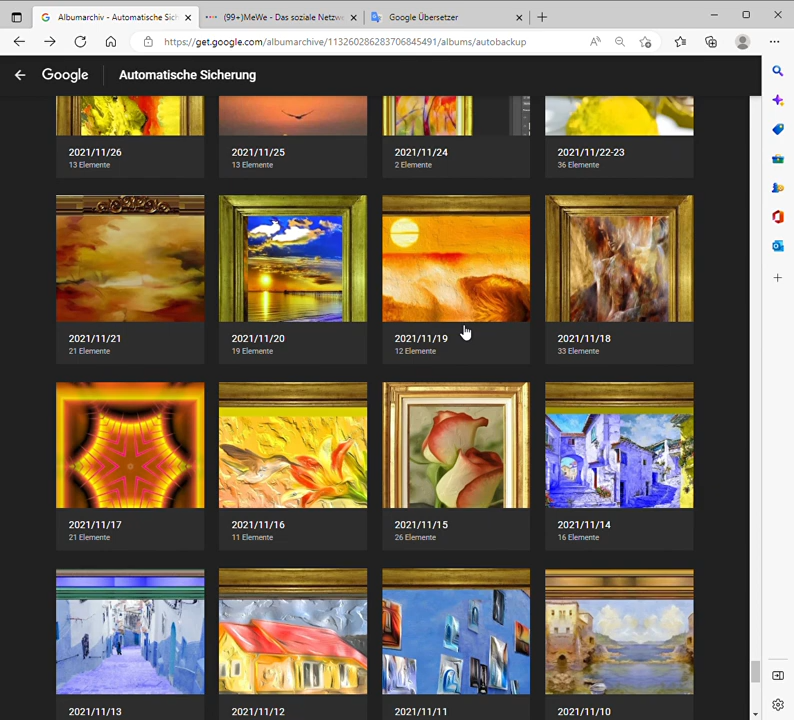 Albumarchiv - Automatische Sich
(99+)MeWe - Das soziale Netzwe
Google Übersetzer
https://get.google.com/albumarchive/113260286283706845491/albums/autobackup
Google
Automatische Sicherung
2021/11/26
13 Elemente
2021/11/25
13 Elemente
2021/11/24
2 Elemente
2021/11/22-23
36 Elemente
2021/11/21
21 Elemente
2021/11/20
19 Elemente
2021/11/19
12 Elemente
2021/11/18
33 Elemente
2021/11/17
21 Elemente
2021/11/16
11 Elemente
2021/11/15
26 Elemente
2021/11/14
16 Elemente
2021/11/13
2021/11/12
2021/11/11
2021/11/10